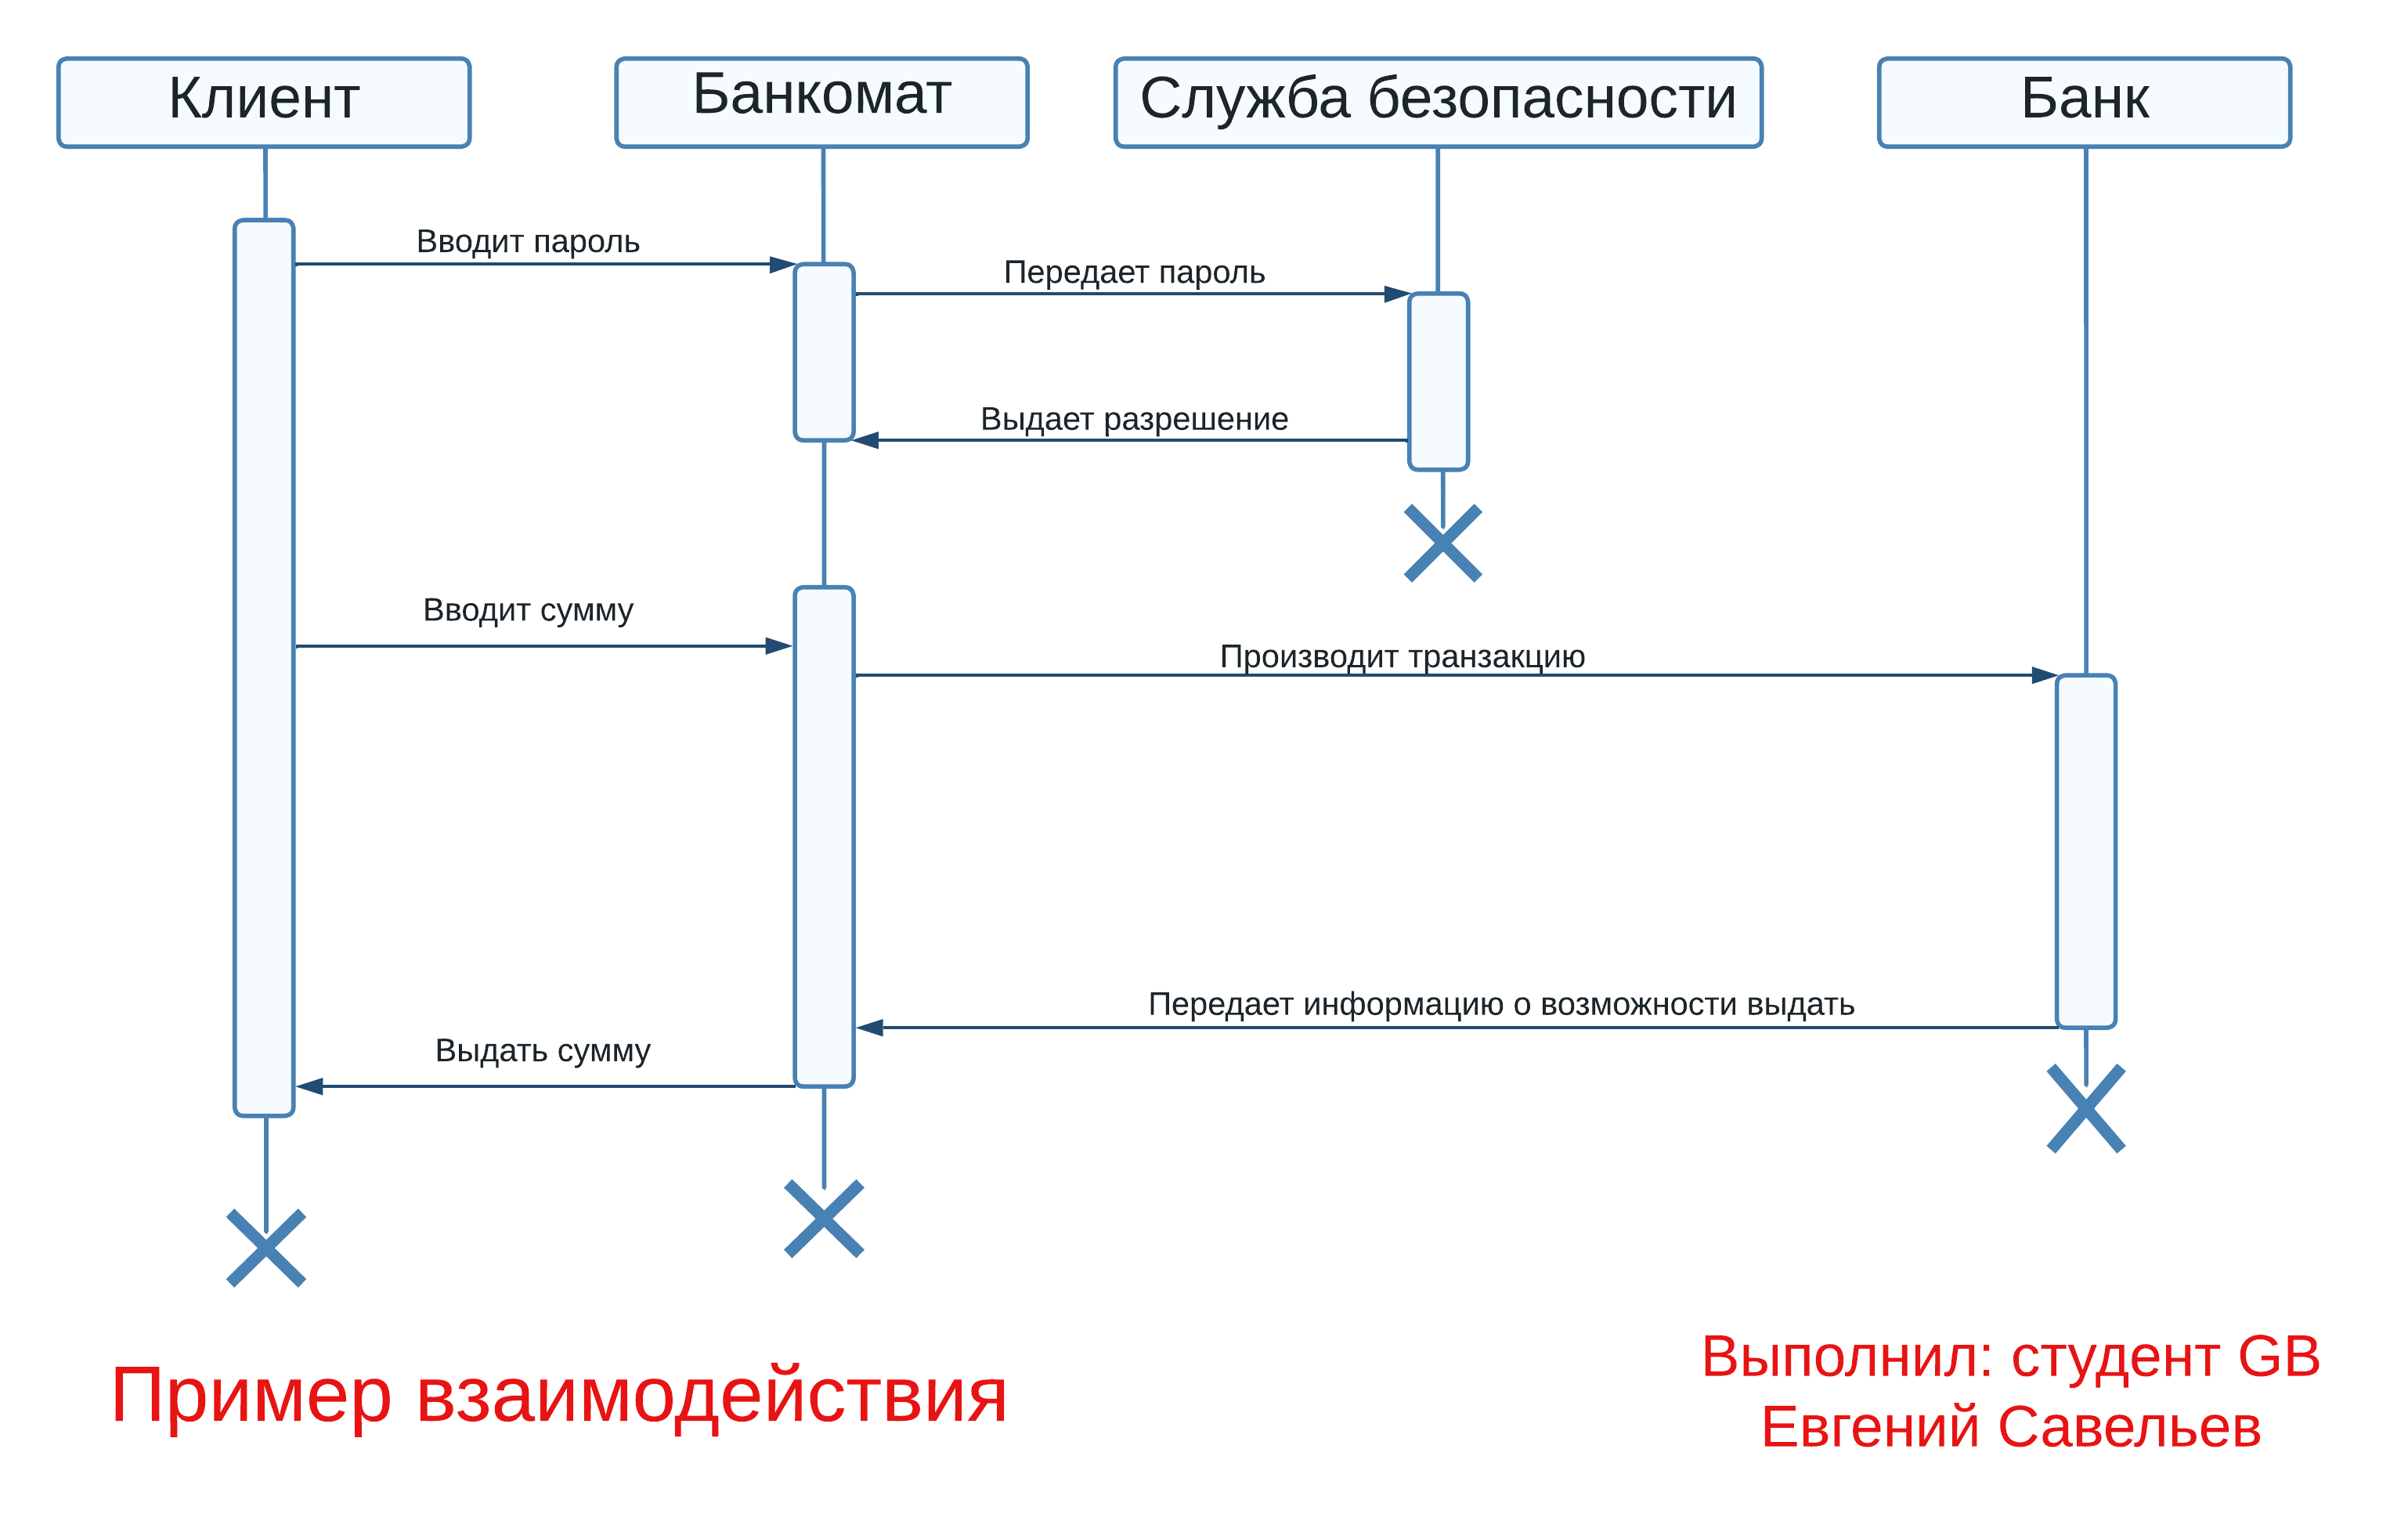 Клиент
Банкомат
Служба безопасности
Банк
Вводит пароль
Передает пароль
Выдает разрешение
Вводит сумму
Производит транзакцию
Передает информацию о возможности выдать
Выдать сумму
Пример взаимодействия
Выполнил: студент GB
Евгений Савельев